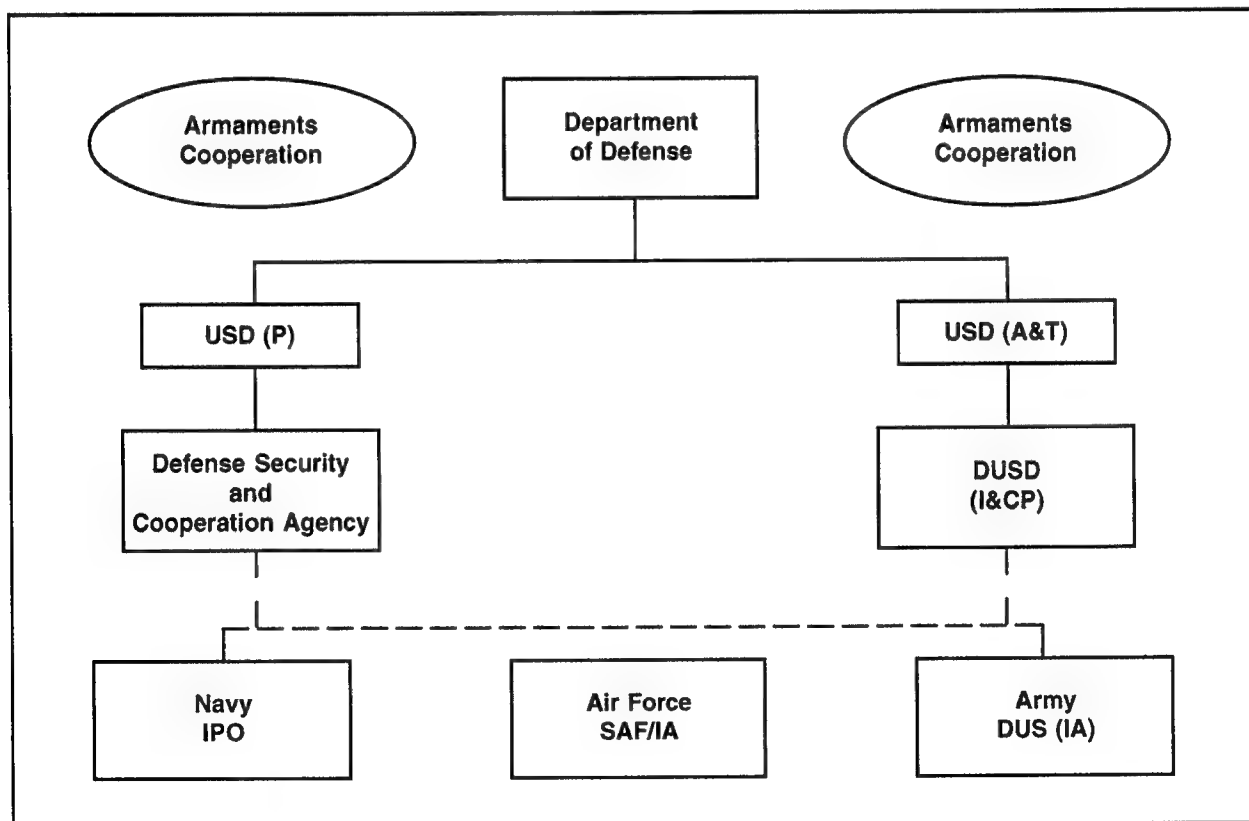 Armaments
Cooperation
Department
of Defense
Armaments
Cooperation
USD (P)
USD (A&T)
Defense Security
and
Cooperation Agency
DUSD
(I&CP)
Navy
IPO
Air Force
SAF/IA
Army
DUS (IA)